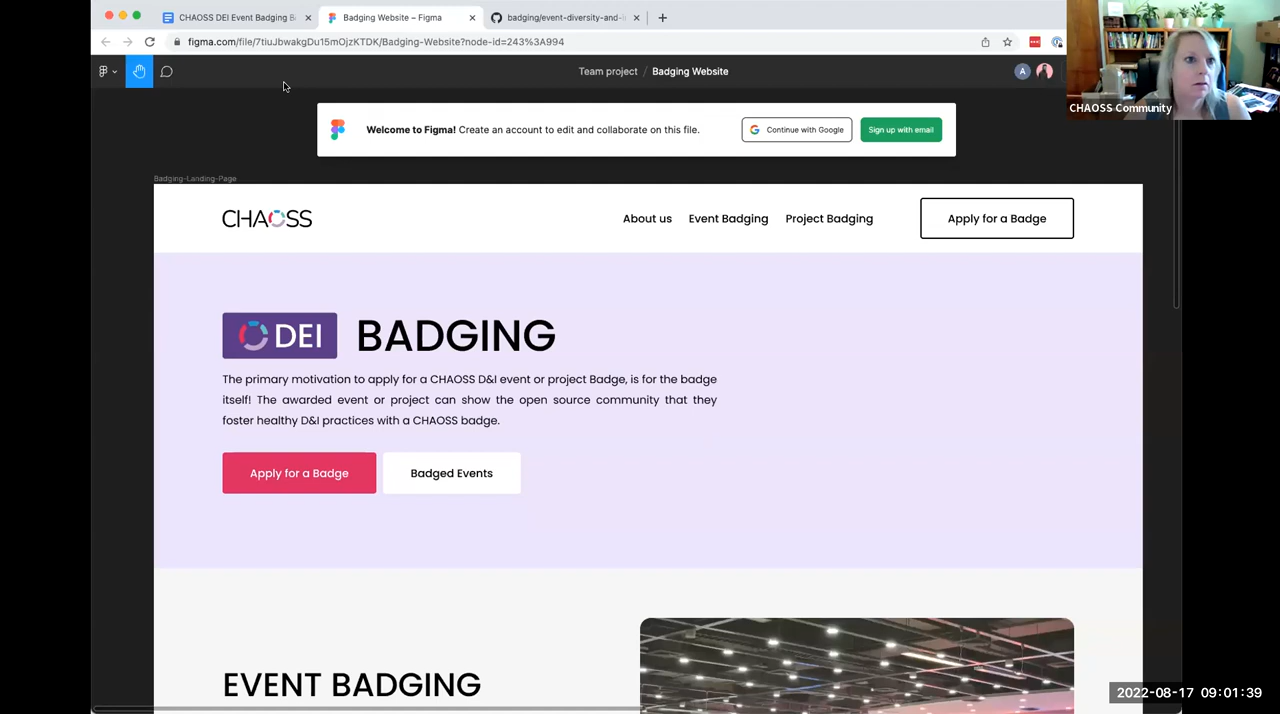 CHAOSS DEI Event Badging B
Badging Website – Figma
badging/event-diversity-and-i
figma.com/file/7tiuJbwakgDu15mOjzKTDK/Badging-Website?node-id=243%3A994
Team project / Badging Website
A
CHAOSS Community
Welcome to Figma! Create an account to edit and collaborate on this file.
Continue with Google
Sign up with email
Badging-Landing-Page
CHAOSS
About us
Event Badging
Project Badging
Apply for a Badge
DEI BADGING
The primary motivation to apply for a CHAOSS D&I event or project Badge, is for the badge
itself! The awarded event or project can show the open source community that they
foster healthy D&I practices with a CHAOSS badge.
Apply for a Badge
Badged Events
EVENT BADGING
2022-08-17 09:01:39